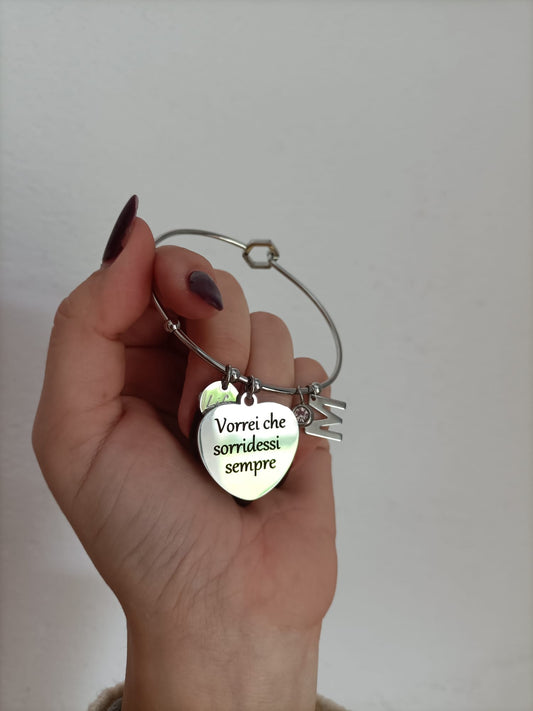 Vorrei che
sorridessi
sempre
M